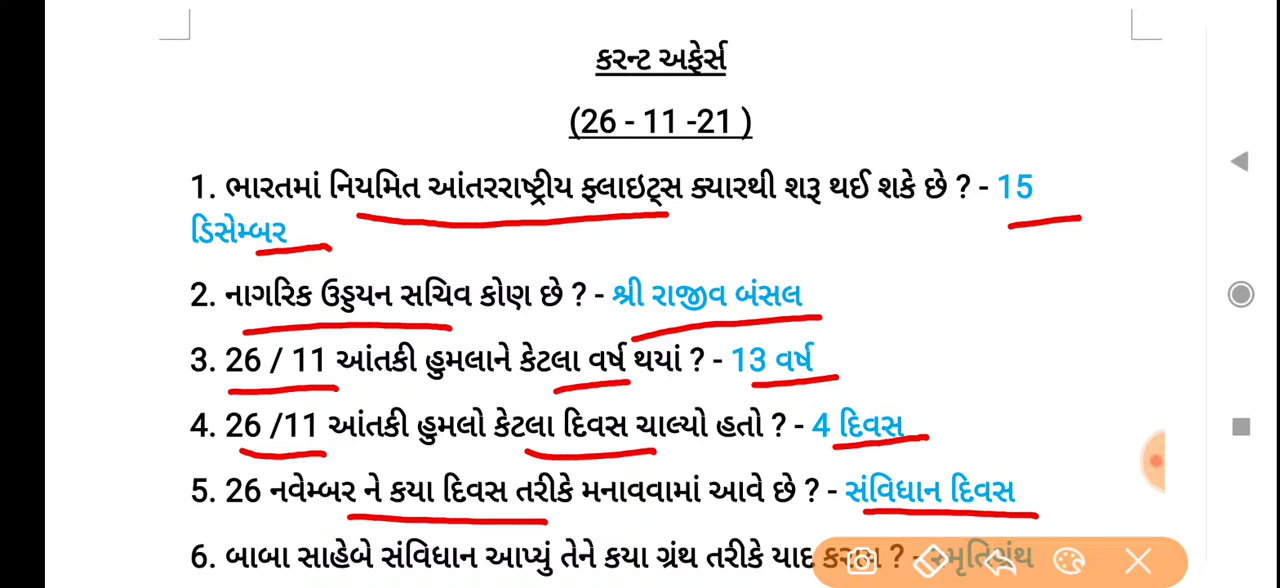 કરન્ટ અફેર્સ
(26 - 11 -21 )
1. ભારતમાં નિયમિત આંતરરાષ્ટ્રીય ફ્લાઇટ્સ ક્યારથી શરૂ થઈ શકે છે ? - 15
ડિસેમ્બર
2. નાગરિક ઉડ્ડયન સચિવ કોણ છે ? - શ્રી રાજીવ બંસલ
3. 26 / 11 આંતકી હુમલાને કેટલા વર્ષ થયાં ? - 13 વર્ષ
4. 26 /11 આંતકી હુમલો કેટલા દિવસ ચાલ્યો હતો ? - 4 દિવસ
5. 26 નવેમ્બર ને કયા દિવસ તરીકે મનાવવામાં આવે છે ? - સંવિધાન દિવસ
6. બાબા સાહેબે સંવિધાન આપ્યું તેને કયા ગ્રંથ તરીકે યાદ ? - સ્મૃતિગ્રંથ